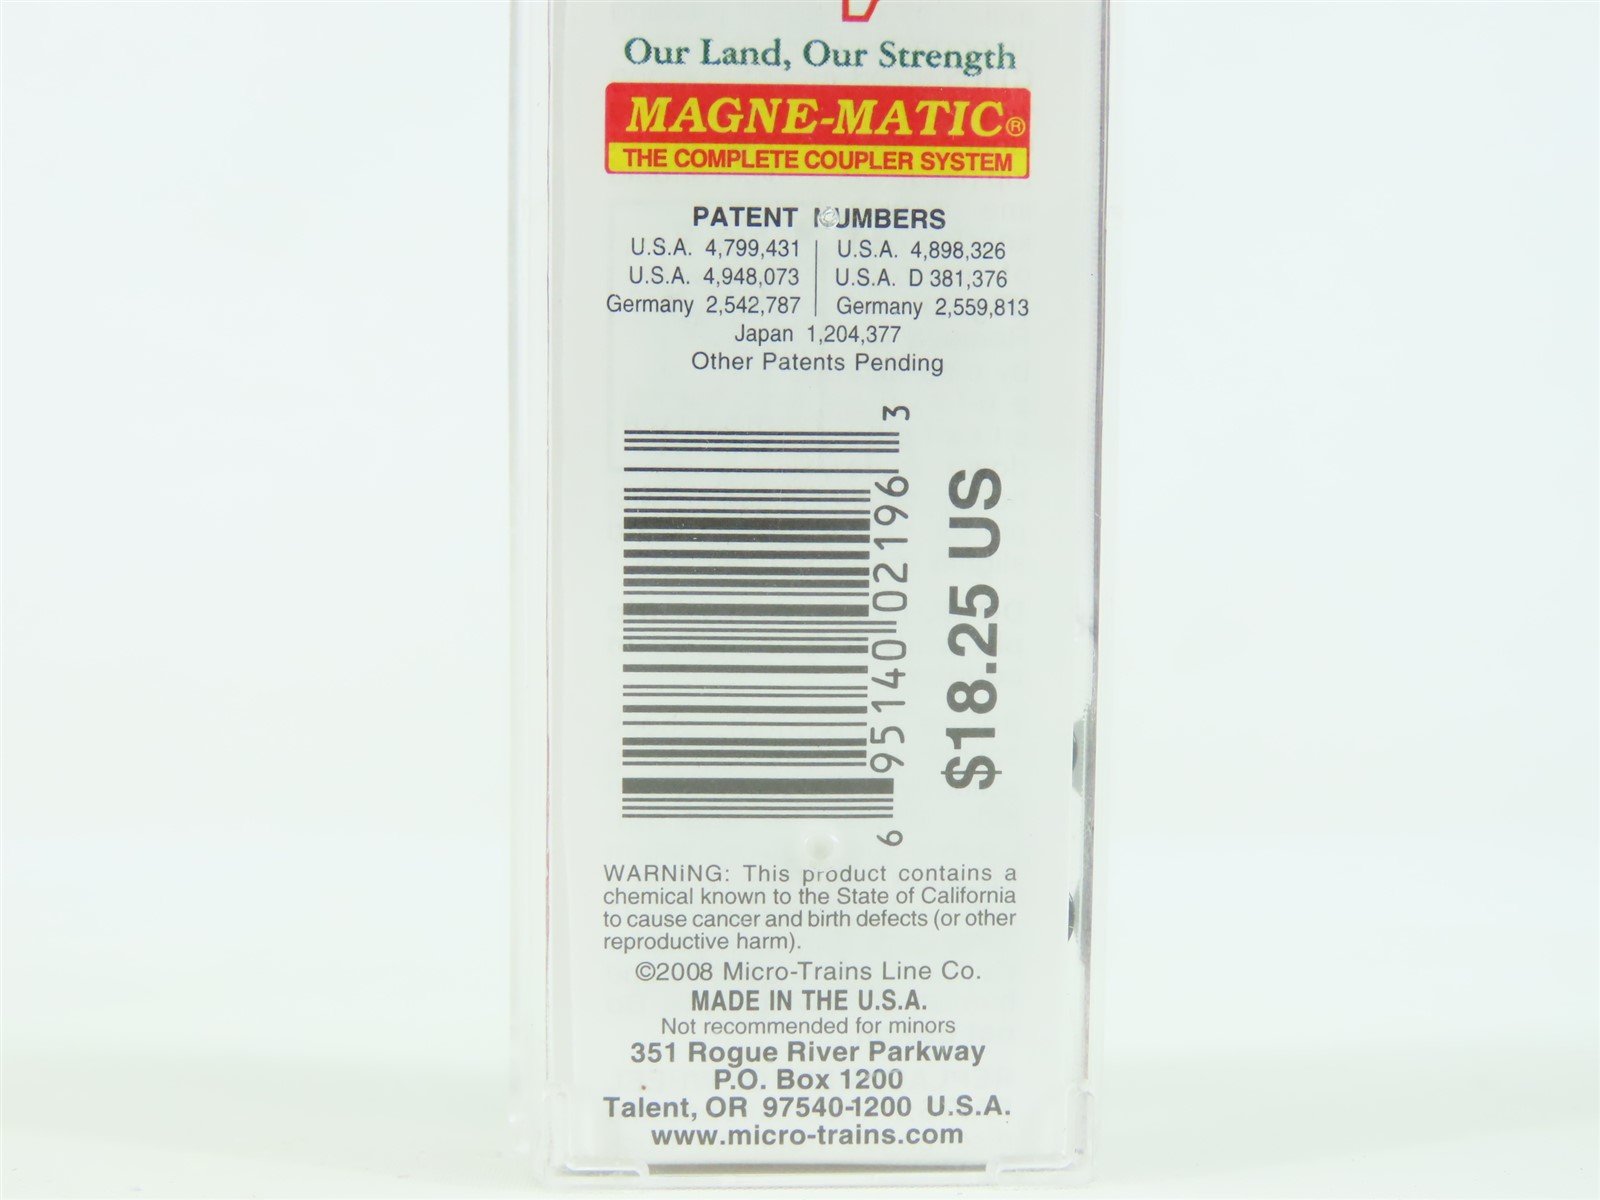 Our Land, Our Strength
MAGNE-MATIC®
THE COMPLETE COUPLER SYSTEM
PATENT NUMBERS
U.S.A. 4,799,431 | U.S.A. 4,898,326
U.S.A. 4,948,073 | U.S.A. D 381,376
Germany 2,542,787 | Germany 2,559,813
Japan 1,204,377
Other Patents Pending
6 95140 02196 3
$18.25 US
WARNiNG: This product contains a
chemical known to the State of California
to cause cancer and birth defects (or other
reproductive harm).
©2008 Micro-Trains Line Co.
MADE IN THE U.S.A.
Not recommended for minors
351 Rogue River Parkway
P.O. Box 1200
Talent, OR 97540-1200 U.S.A.
www.micro-trains.com